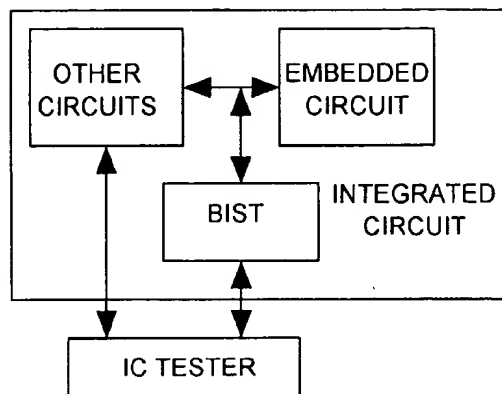 OTHER
CIRCUITS
EMBEDDED
CIRCUIT
BIST
INTEGRATED
CIRCUIT
IC TESTER